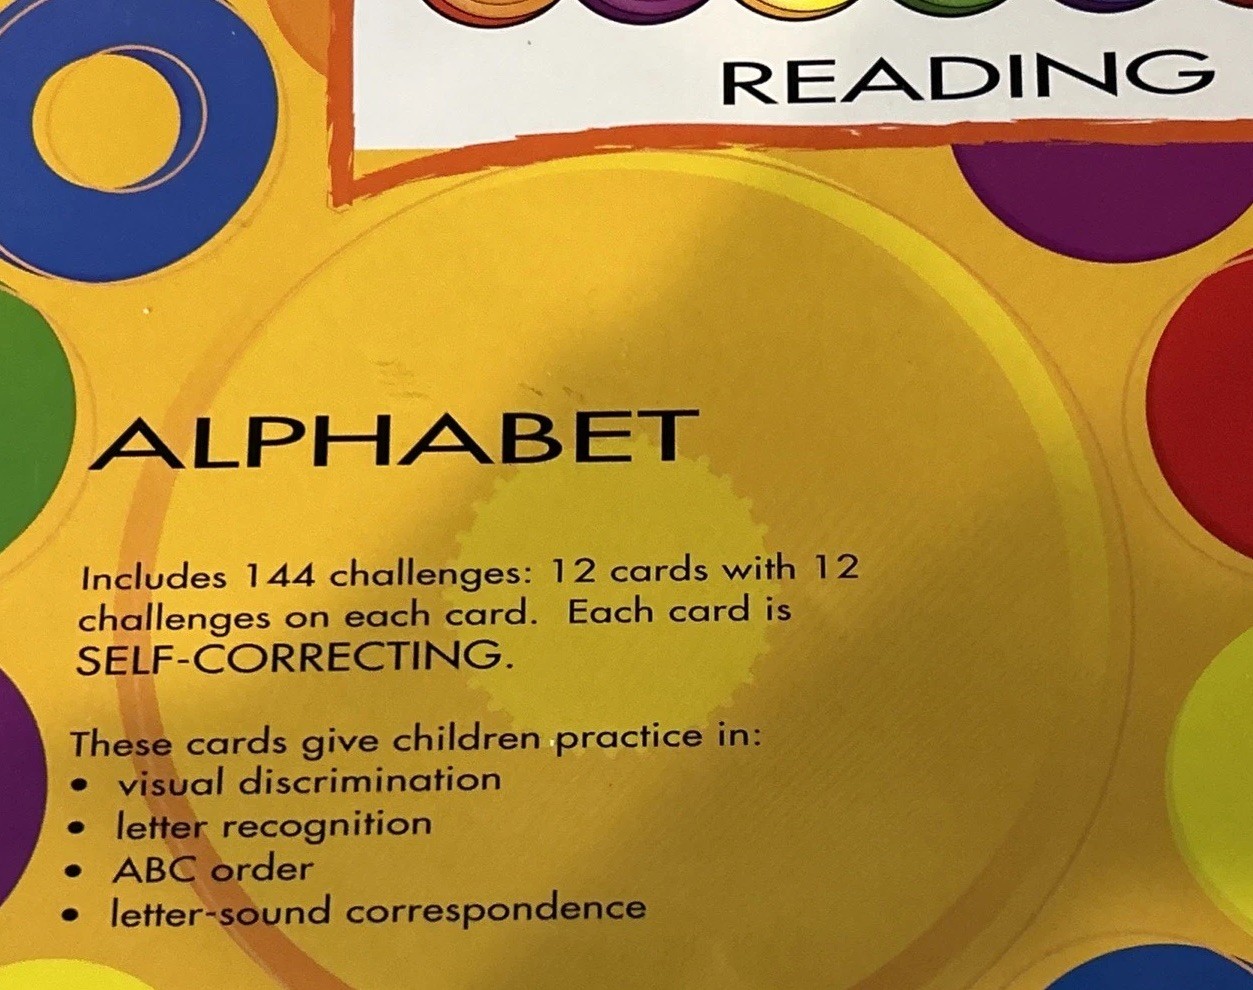 READING
ALPHABET
Includes 144 challenges: 12 cards with 12
challenges on each card.  Each card is
SELF-CORRECTING.
These cards give children practice in:
• visual discrimination
• letter recognition
• ABC order
• letter-sound correspondence